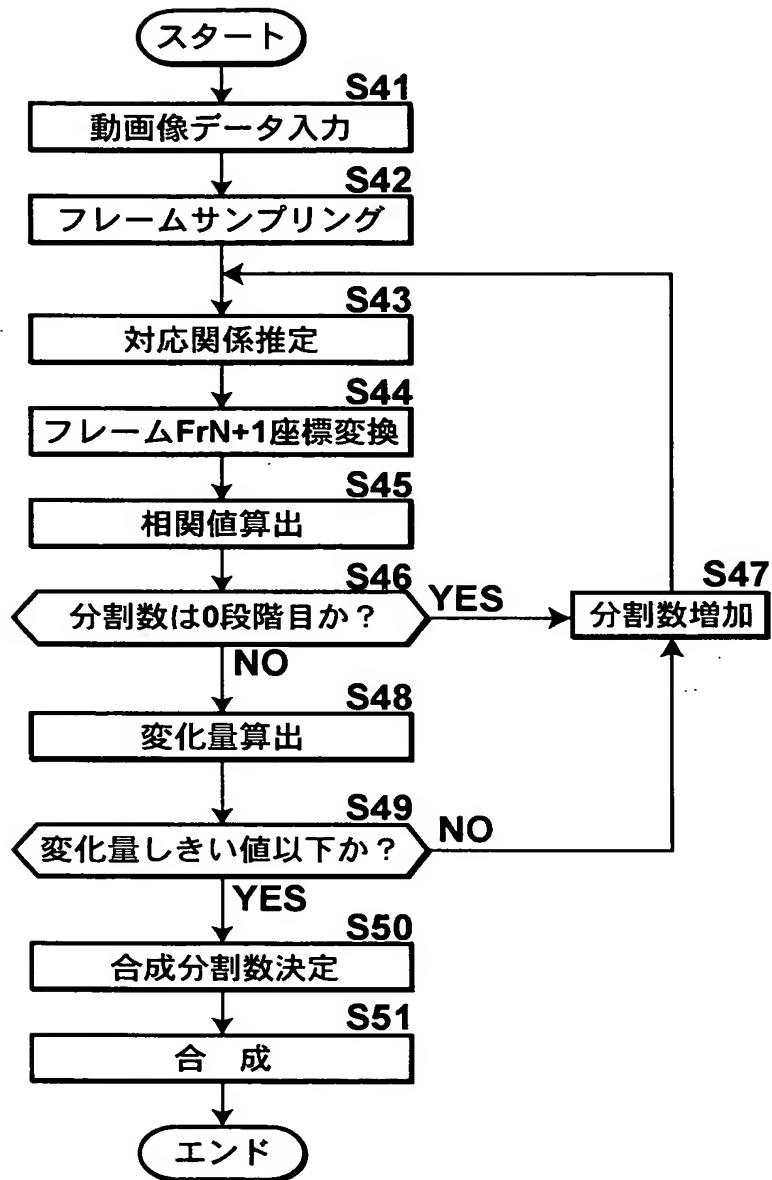 スタート
S41
動画像データ入力
S42
フレームサンプリング
S43
対応関係推定
S44
フレームFrN+1座標変換
S45
相関値算出
S46
分割数は0段階目か？
YES
S47
分割数増加
NO
S48
変化量算出
S49
変化量しきい値以下か？
NO
YES
S50
合成分割数決定
S51
合　成
エンド